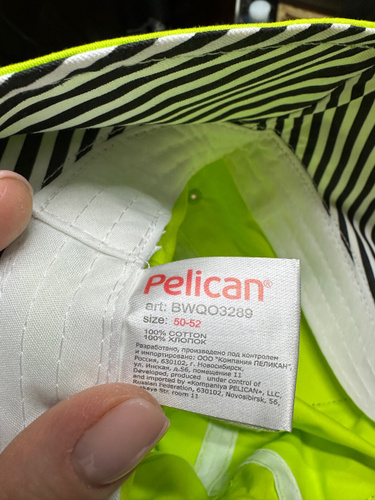 Pelican®
art: BWQO3289
size: 50-52
100% COTTON
100% ХЛОПОК
Разработано, произведено под контролем
и импортировано: ООО "Компания ПЕЛИКАН",
Россия, 630102, г. Новосибирск,
ул. Инская, д.56, помещение 11
Developed, produced under control of
and imported by «Kompaniya PELICAN», LLC,
Russian Federation, 630102, Novosibirsk, 56,
Inskaya Str. room 11